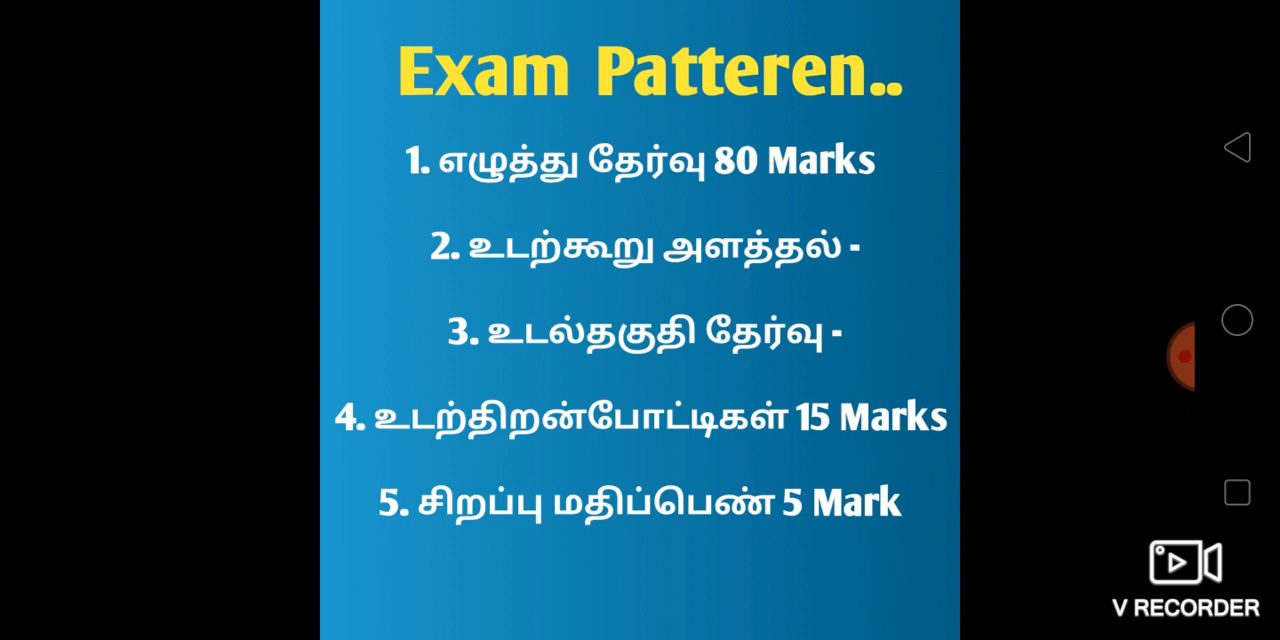 Exam Patteren..
1. எழுத்து தேர்வு 80 Marks
2. உடற்கூறு அளத்தல் -
3. உடல்தகுதி தேர்வு -
4. உடற்திறன்போட்டிகள் 15 Marks
5. சிறப்பு மதிப்பெண் 5 Mark
V RECORDER